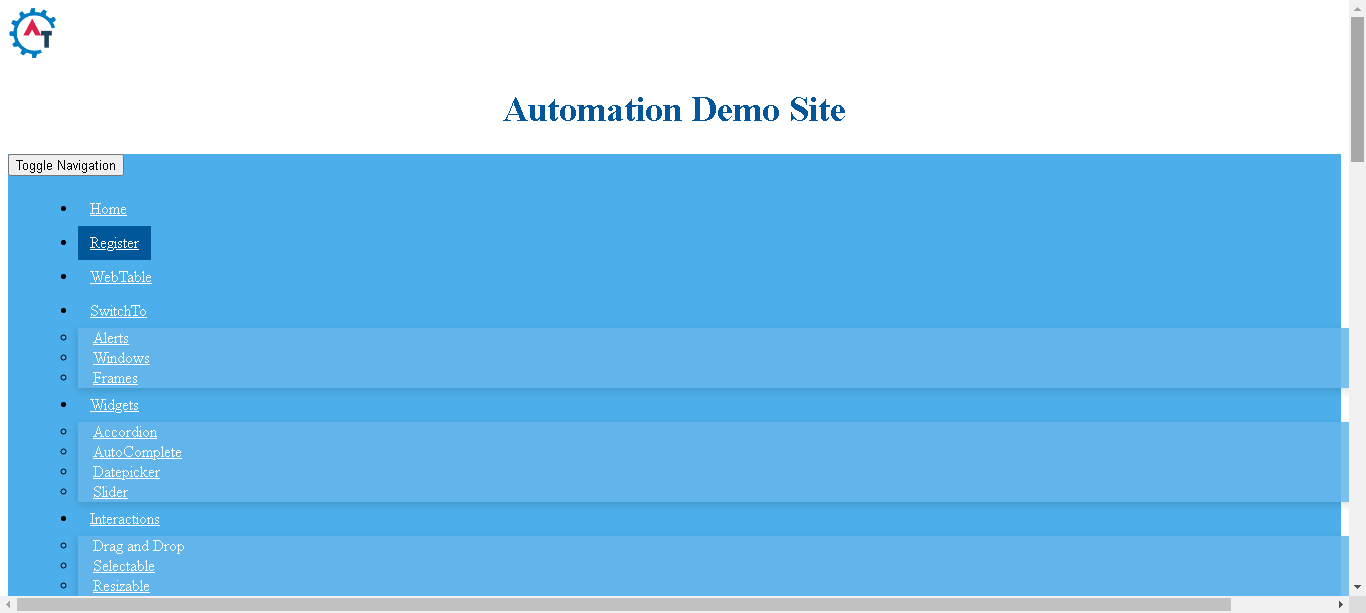 AT
Automation Demo Site
Toggle Navigation
Home
Register
WebTable
SwitchTo
Alerts
Windows
Frames
Widgets
Accordion
AutoComplete
Datepicker
Slider
Interactions
Drag and Drop
Selectable
Resizable